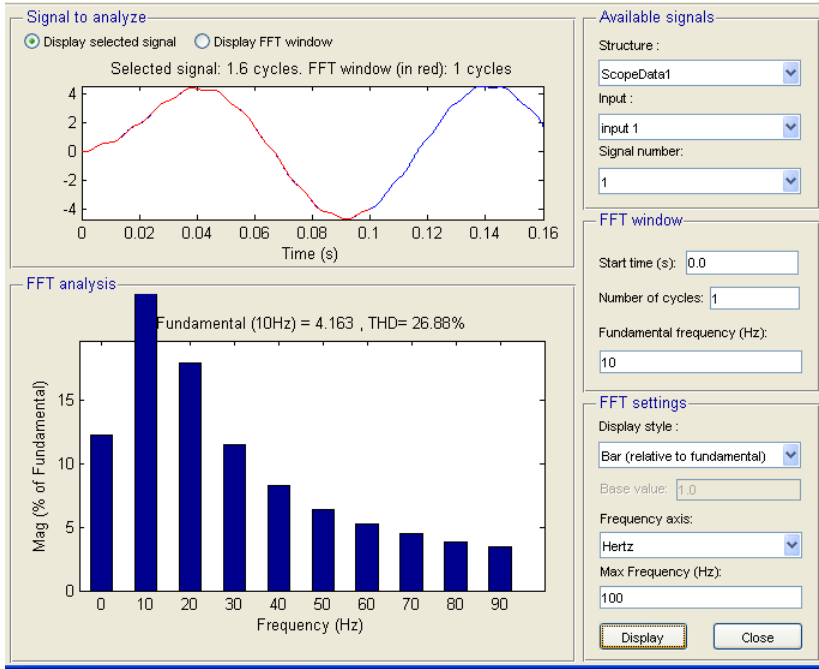 Signal to analyze
Display selected signal
Display FFT window
Selected signal: 1.6 cycles. FFT window (in red): 1 cycles
4
2
0
-2
-4
0 0.02 0.04 0.06 0.08 0.1 0.12 0.14 0.16
Time (s)
FFT analysis
Fundamental (10Hz) = 4.163 , THD= 26.88%
Mag (% of Fundamental)
15
10
5
0
0 10 20 30 40 50 60 70 80 90
Frequency (Hz)
Available signals
Structure :
ScopeData1
Input :
input 1
Signal number:
1
FFT window
Start time (s): 0.0
Number of cycles: 1
Fundamental frequency (Hz):
10
FFT settings
Display style :
Bar (relative to fundamental)
Base value: 1.0
Frequency axis:
Hertz
Max Frequency (Hz):
100
Display Close